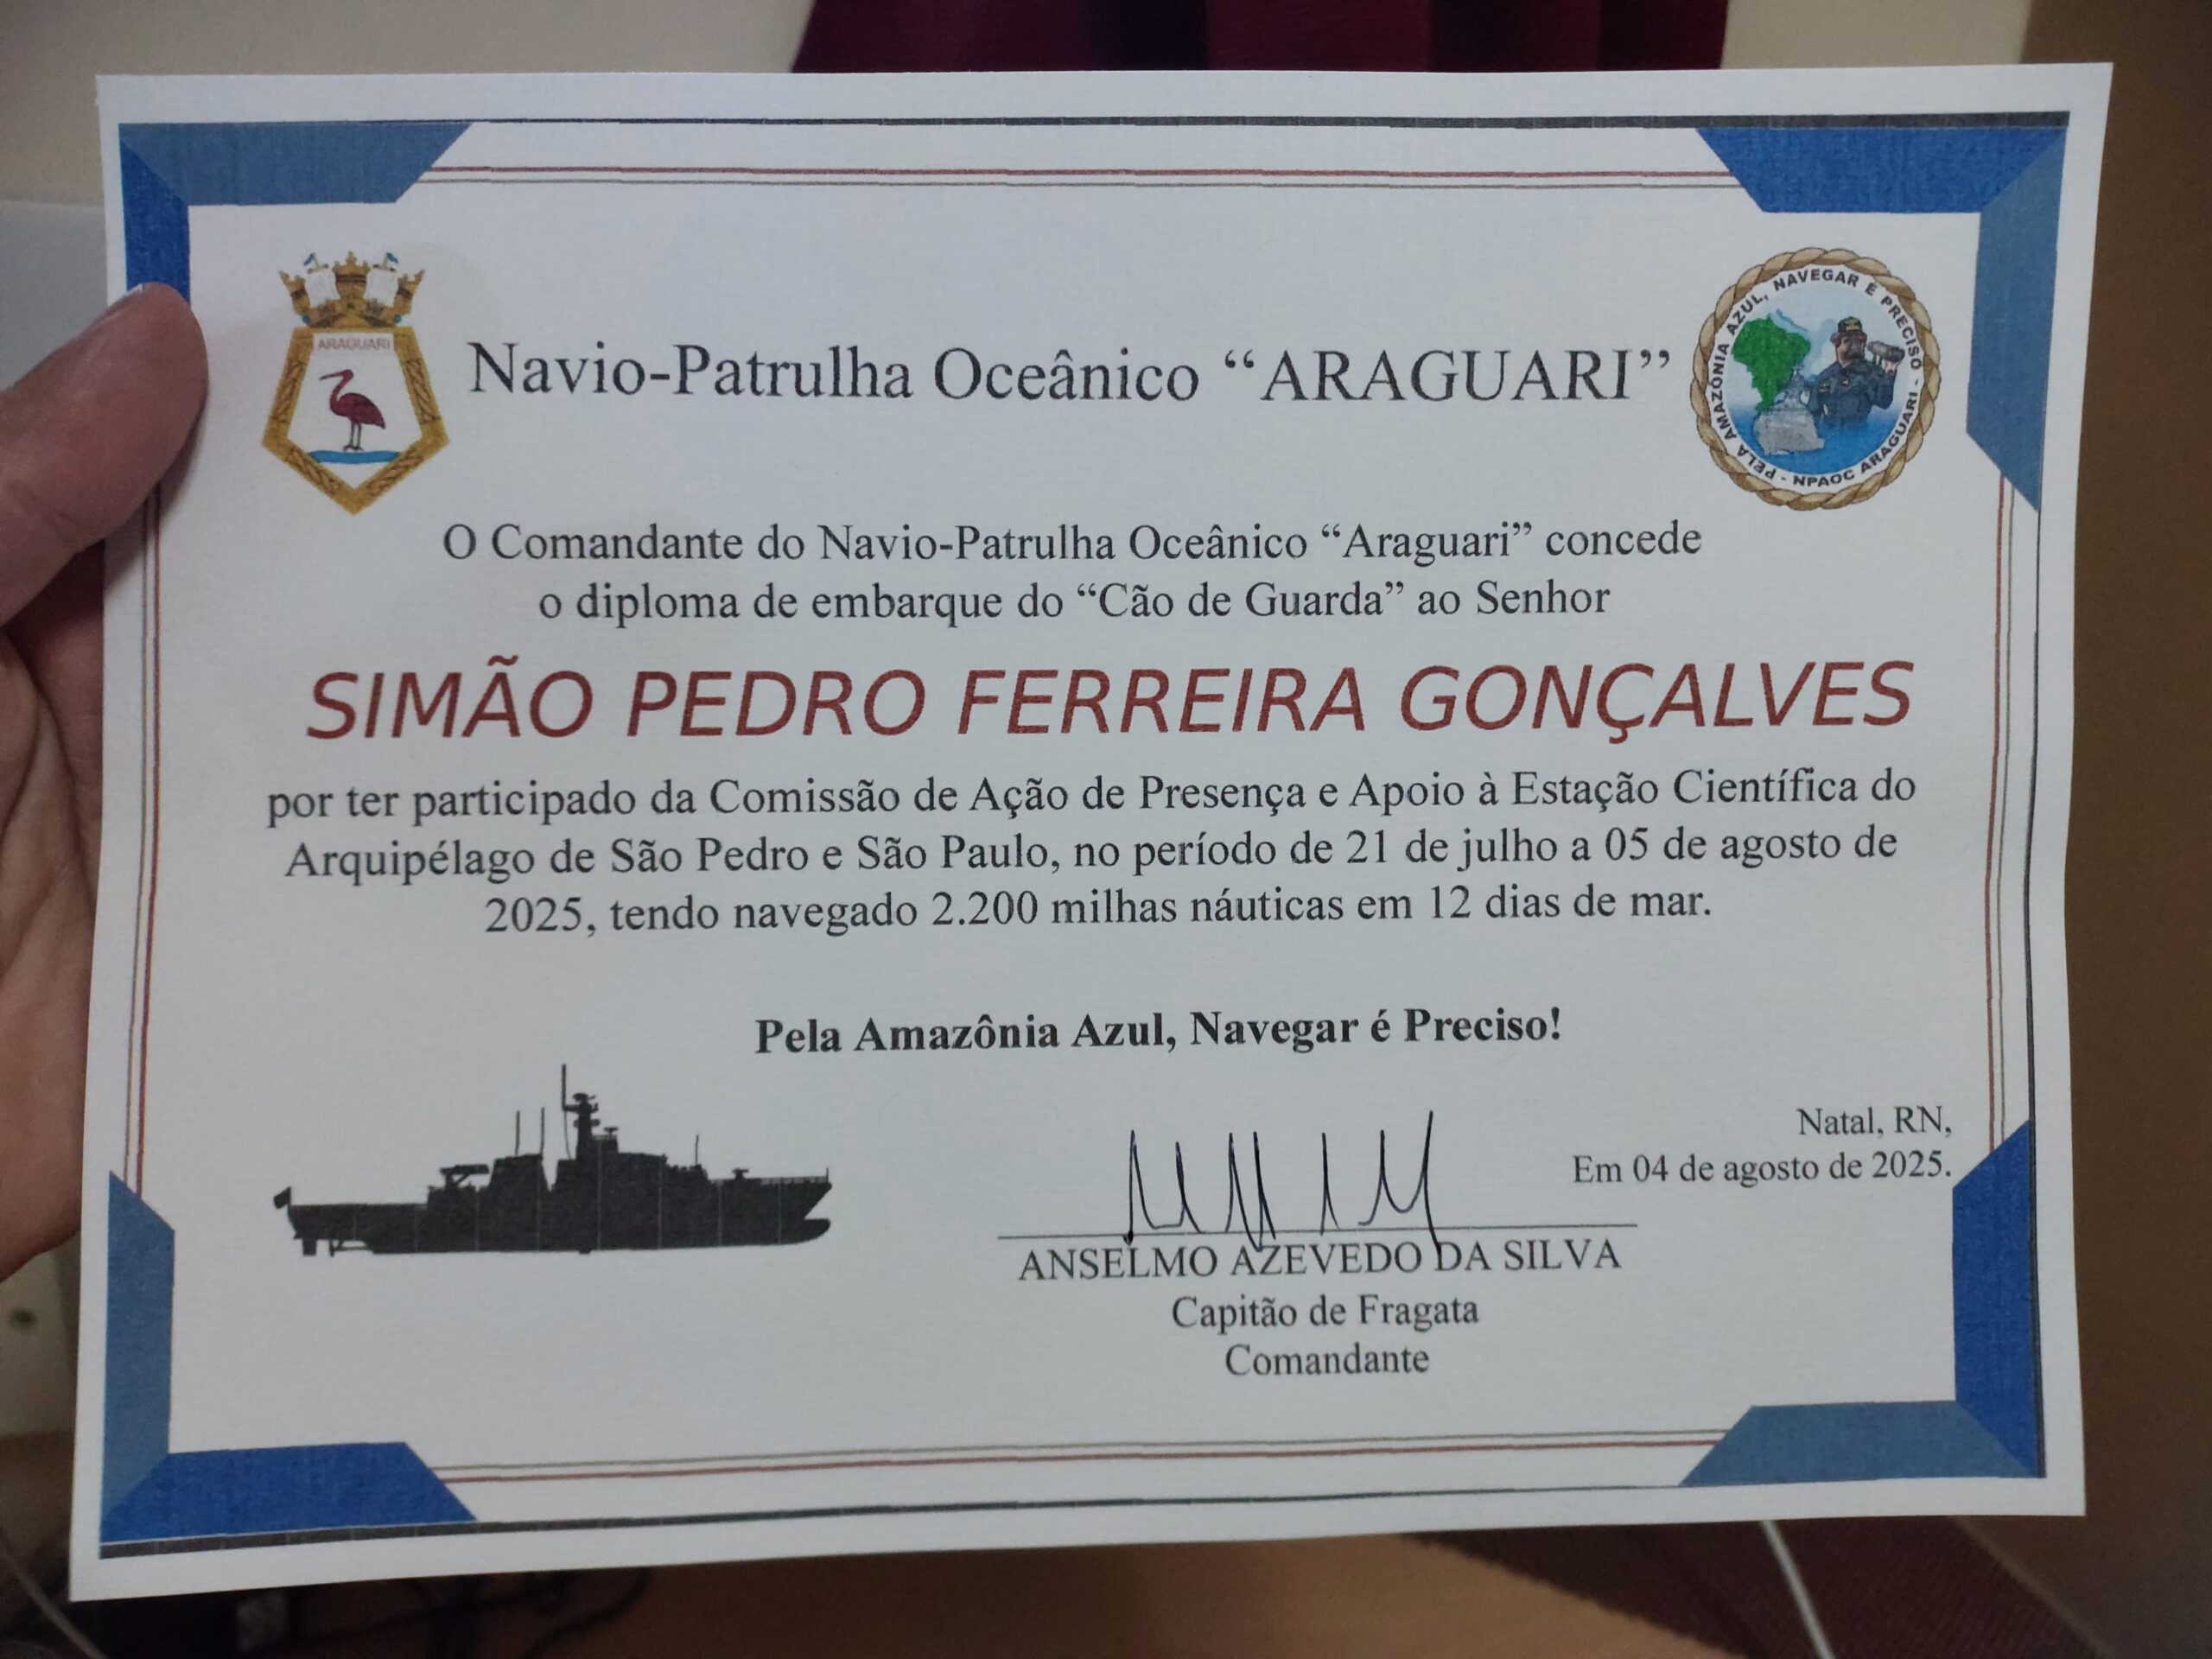 ARAGUARI
Navio-Patrulha Oceânico “ARAGUARI”
PELA AMAZÔNIA AZUL, NAVEGAR É PRECISO - NPAOC ARAGUARI -
O Comandante do Navio-Patrulha Oceânico “Araguari” concede
o diploma de embarque do “Cão de Guarda” ao Senhor
SIMÃO PEDRO FERREIRA GONÇALVES
por ter participado da Comissão de Ação de Presença e Apoio à Estação Científica do
Arquipélago de São Pedro e São Paulo, no período de 21 de julho a 05 de agosto de
2025, tendo navegado 2.200 milhas náuticas em 12 dias de mar.
Pela Amazônia Azul, Navegar é Preciso!
Natal, RN,
Em 04 de agosto de 2025.
ANSELMO AZEVEDO DA SILVA
Capitão de Fragata
Comandante